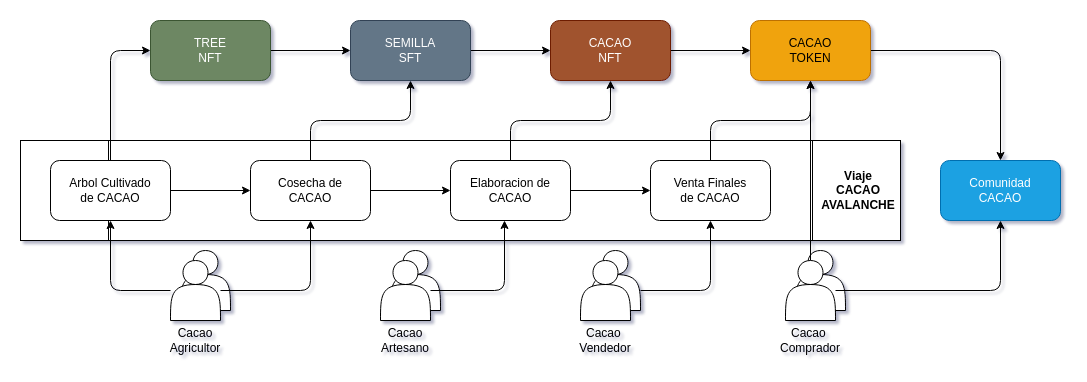 TREE
NFT
SEMILLA
SFT
CACAO
NFT
CACAO
TOKEN
Arbol Cultivado
de CACAO
Cosecha de
CACAO
Elaboracion de
CACAO
Venta Finales
de CACAO
Viaje
CACAO
AVALANCHE
Comunidad
CACAO
Cacao
Agricultor
Cacao
Artesano
Cacao
Vendedor
Cacao
Comprador